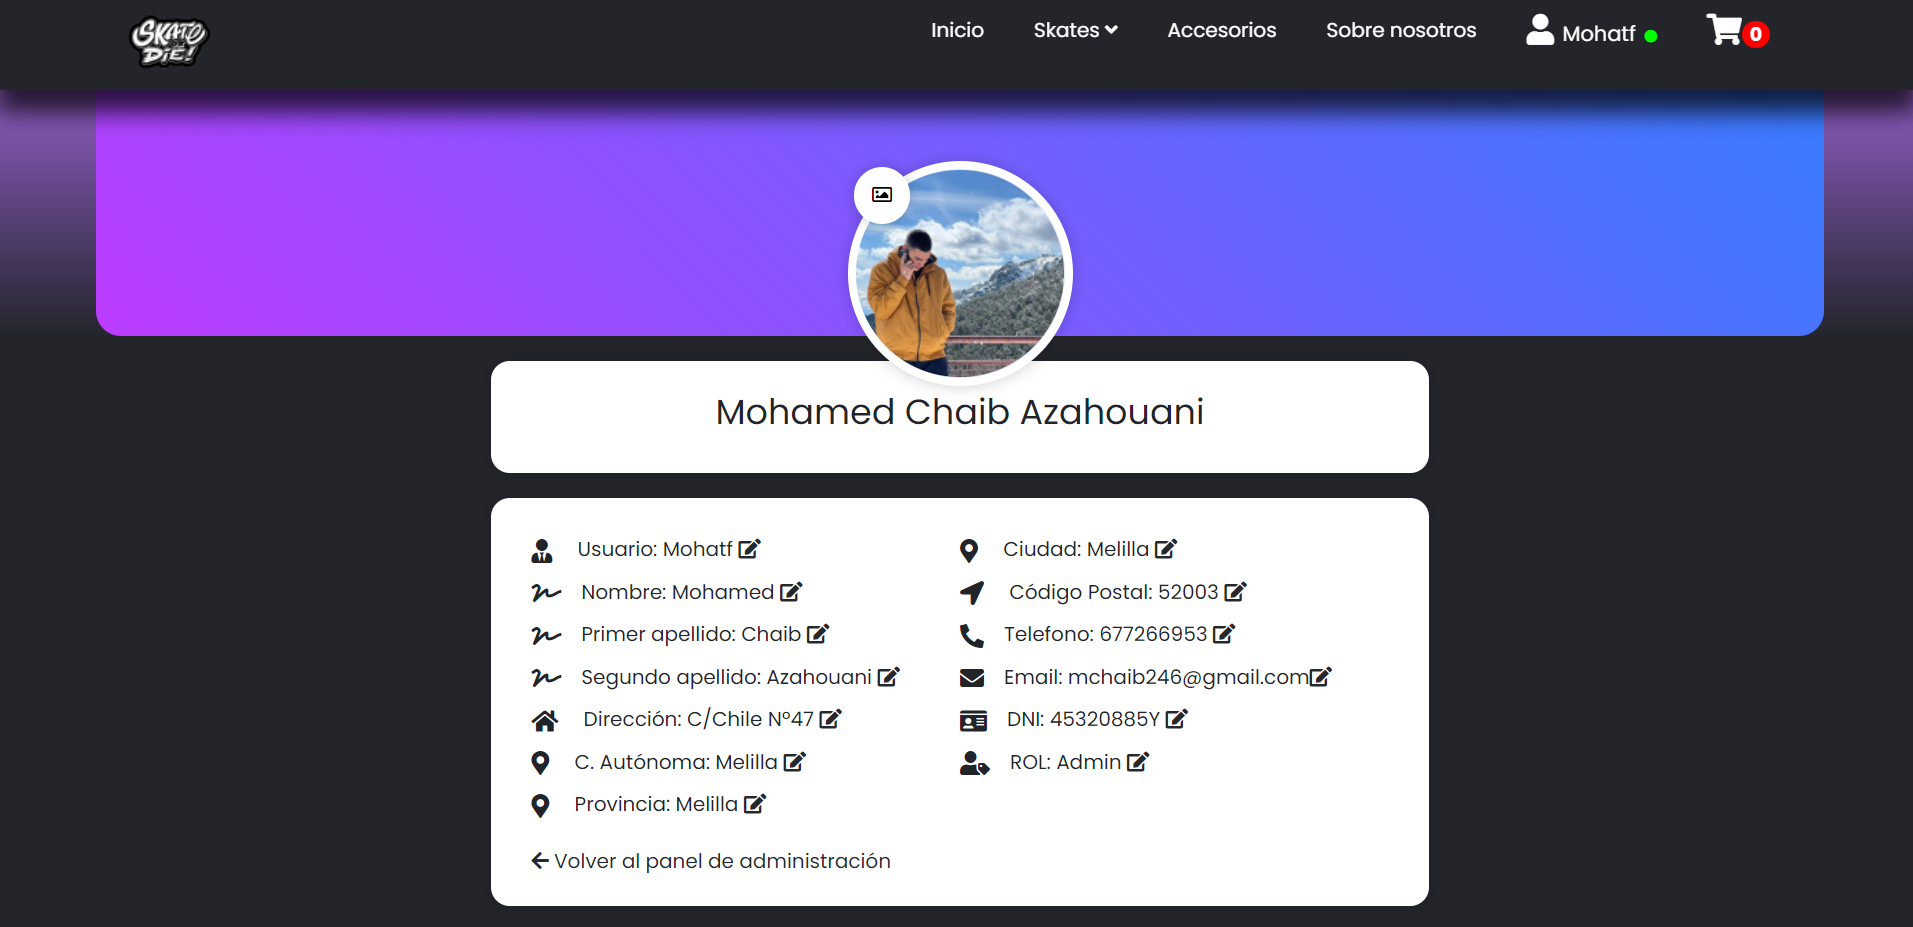 SKATE
OR
DIE!
Inicio
Skates
Accesorios
Sobre nosotros
Mohatf
0
Mohamed Chaib Azahouani
Usuario: Mohatf
Nombre: Mohamed
Primer apellido: Chaib
Segundo apellido: Azahouani
Dirección: C/Chile Nº47
C. Autónoma: Melilla
Provincia: Melilla
Ciudad: Melilla
Código Postal: 52003
Telefono: 677266953
Email: mchaib246@gmail.com
DNI: 45320885Y
ROL: Admin
Volver al panel de administración